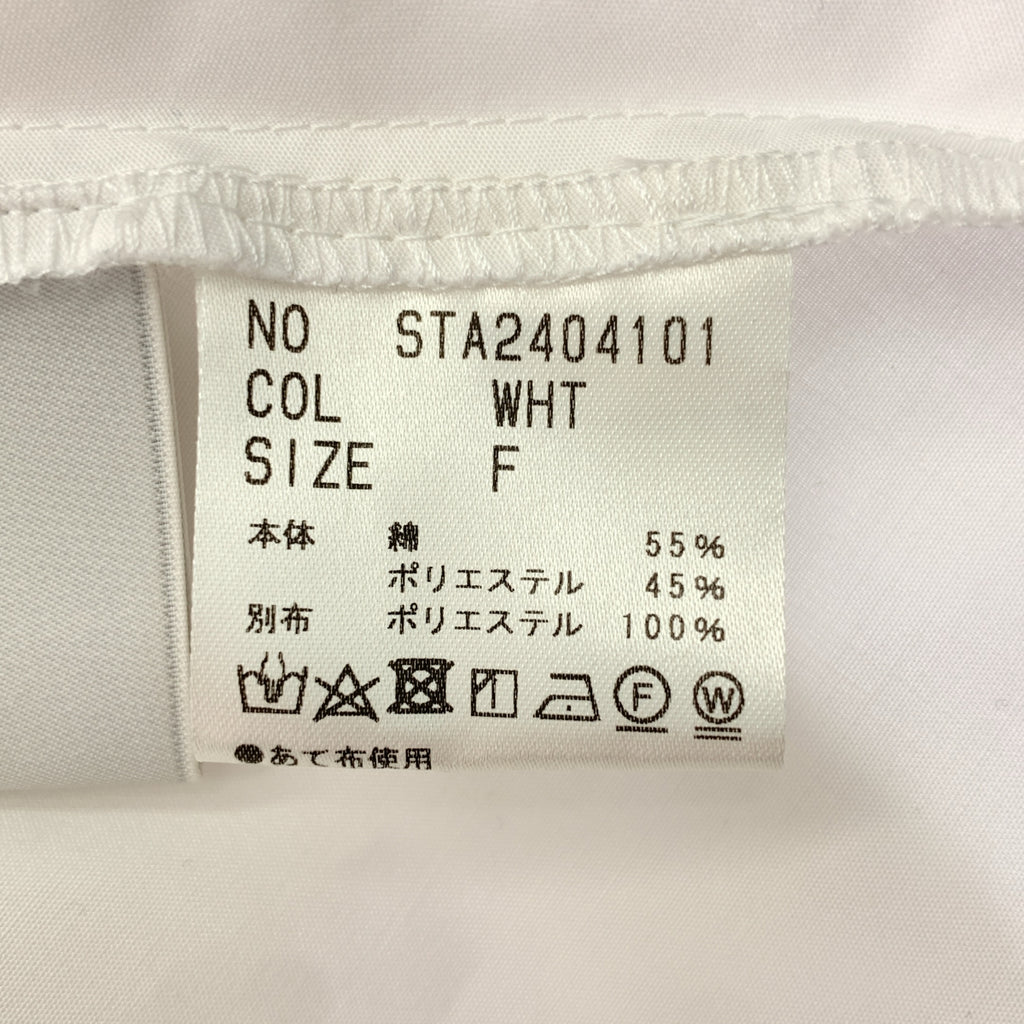 NO STA2404101
COL WHT
SIZE F
本体 綿 55%
ポリエステル 45%
別布 ポリエステル 100%
F W
●あて布使用